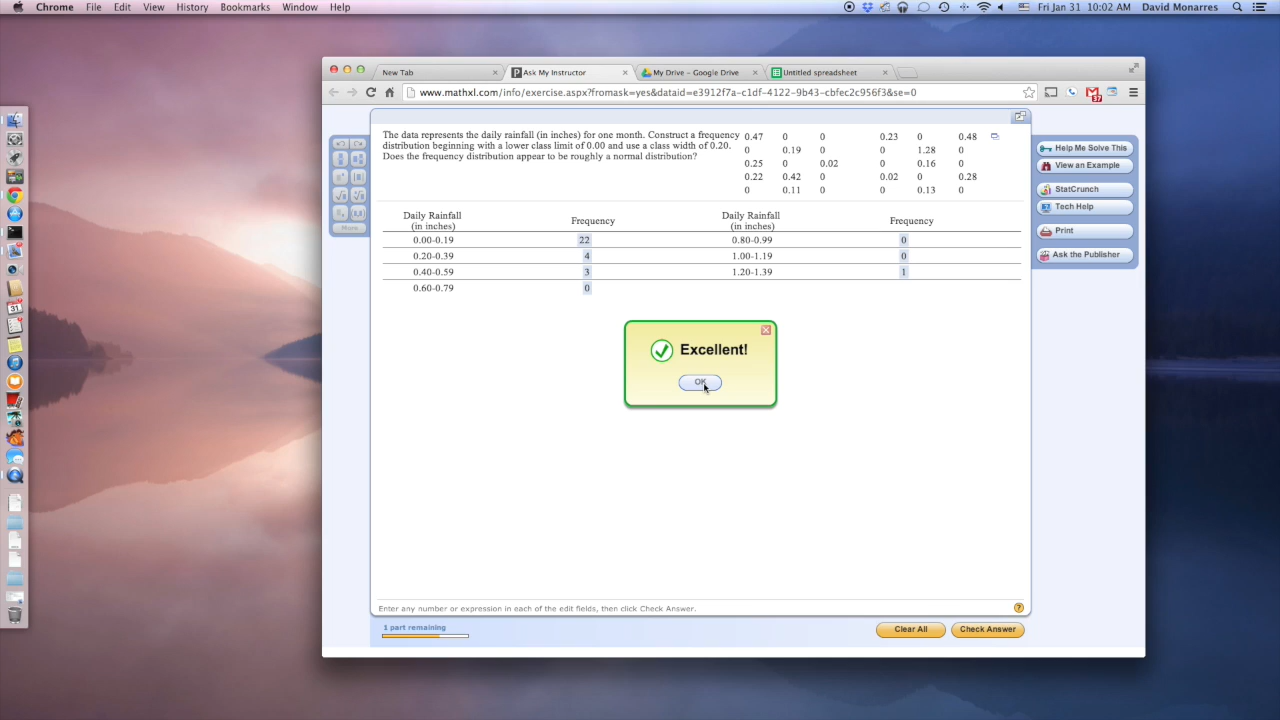 Chrome File Edit View History Bookmarks Window Help Fri Jan 31 10:02 AM David Monarres
New Tab Ask My Instructor My Drive – Google Drive Untitled spreadsheet
www.mathxl.com/info/exercise.aspx?fromask=yes&dataid=e3912f7a-c1df-4122-9b43-cbfec2c956f3&se=0
37
The data represents the daily rainfall (in inches) for one month. Construct a frequency
distribution beginning with a lower class limit of 0.00 and use a class width of 0.20.
Does the frequency distribution appear to be roughly a normal distribution?
0.47 0 0 0.23 0 0.48
0 0.19 0 0 1.28 0
0.25 0 0.02 0 0.16 0
0.22 0.42 0 0.02 0 0.28
0 0.11 0 0 0.13 0
More
Help Me Solve This
View an Example
StatCrunch
Tech Help
Print
Ask the Publisher
Daily Rainfall
(in inches) Frequency Daily Rainfall
(in inches) Frequency
0.00-0.19 22 0.80-0.99 0
0.20-0.39 4 1.00-1.19 0
0.40-0.59 3 1.20-1.39 1
0.60-0.79 0
Excellent!
OK
31
Enter any number or expression in each of the edit fields, then click Check Answer.
?
1 part remaining
Clear All Check Answer